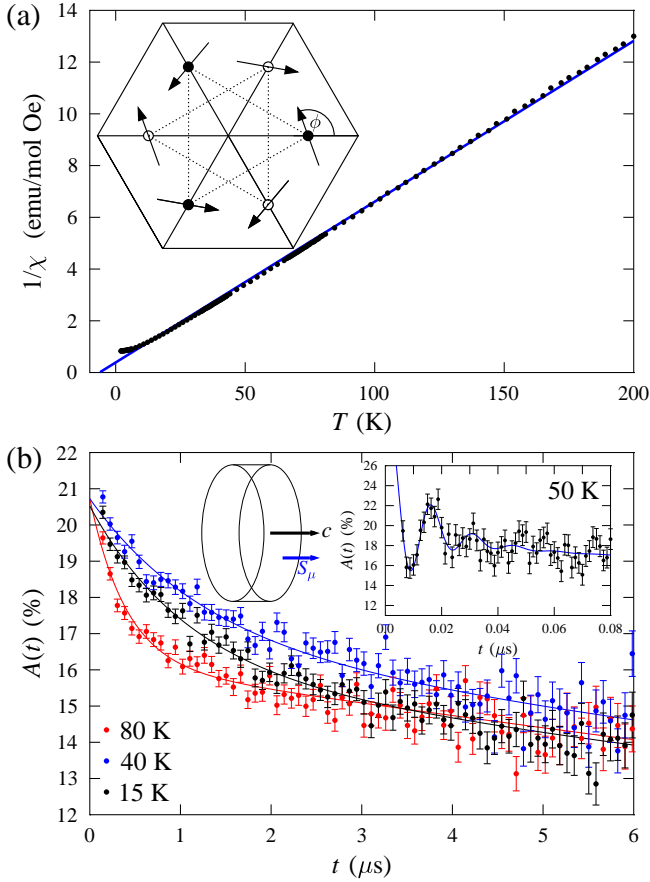 (a)
14
12
10
8
6
4
2
0
1/χ (emu/mol Oe)
ϕ
0
50
100
150
200
T (K)
(b)
22
21
20
19
18
17
16
15
14
13
12
A(t) (%)
c
Sμ
80 K
40 K
15 K
26
24
22
20
18
16
14
12
A(t) (%)
50 K
0.0
0.02
0.04
0.06
0.08
t (μs)
0
1
2
3
4
5
6
t (μs)